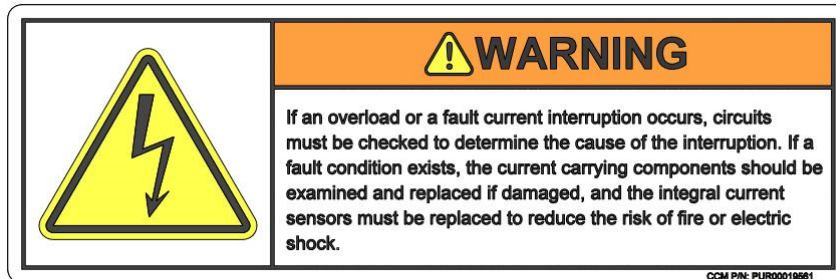 WARNING
If an overload or a fault current interruption occurs, circuits
must be checked to determine the cause of the interruption. If a
fault condition exists, the current carrying components should be
examined and replaced if damaged, and the integral current
sensors must be replaced to reduce the risk of fire or electric
shock.
CCM P/N: PUR00019561